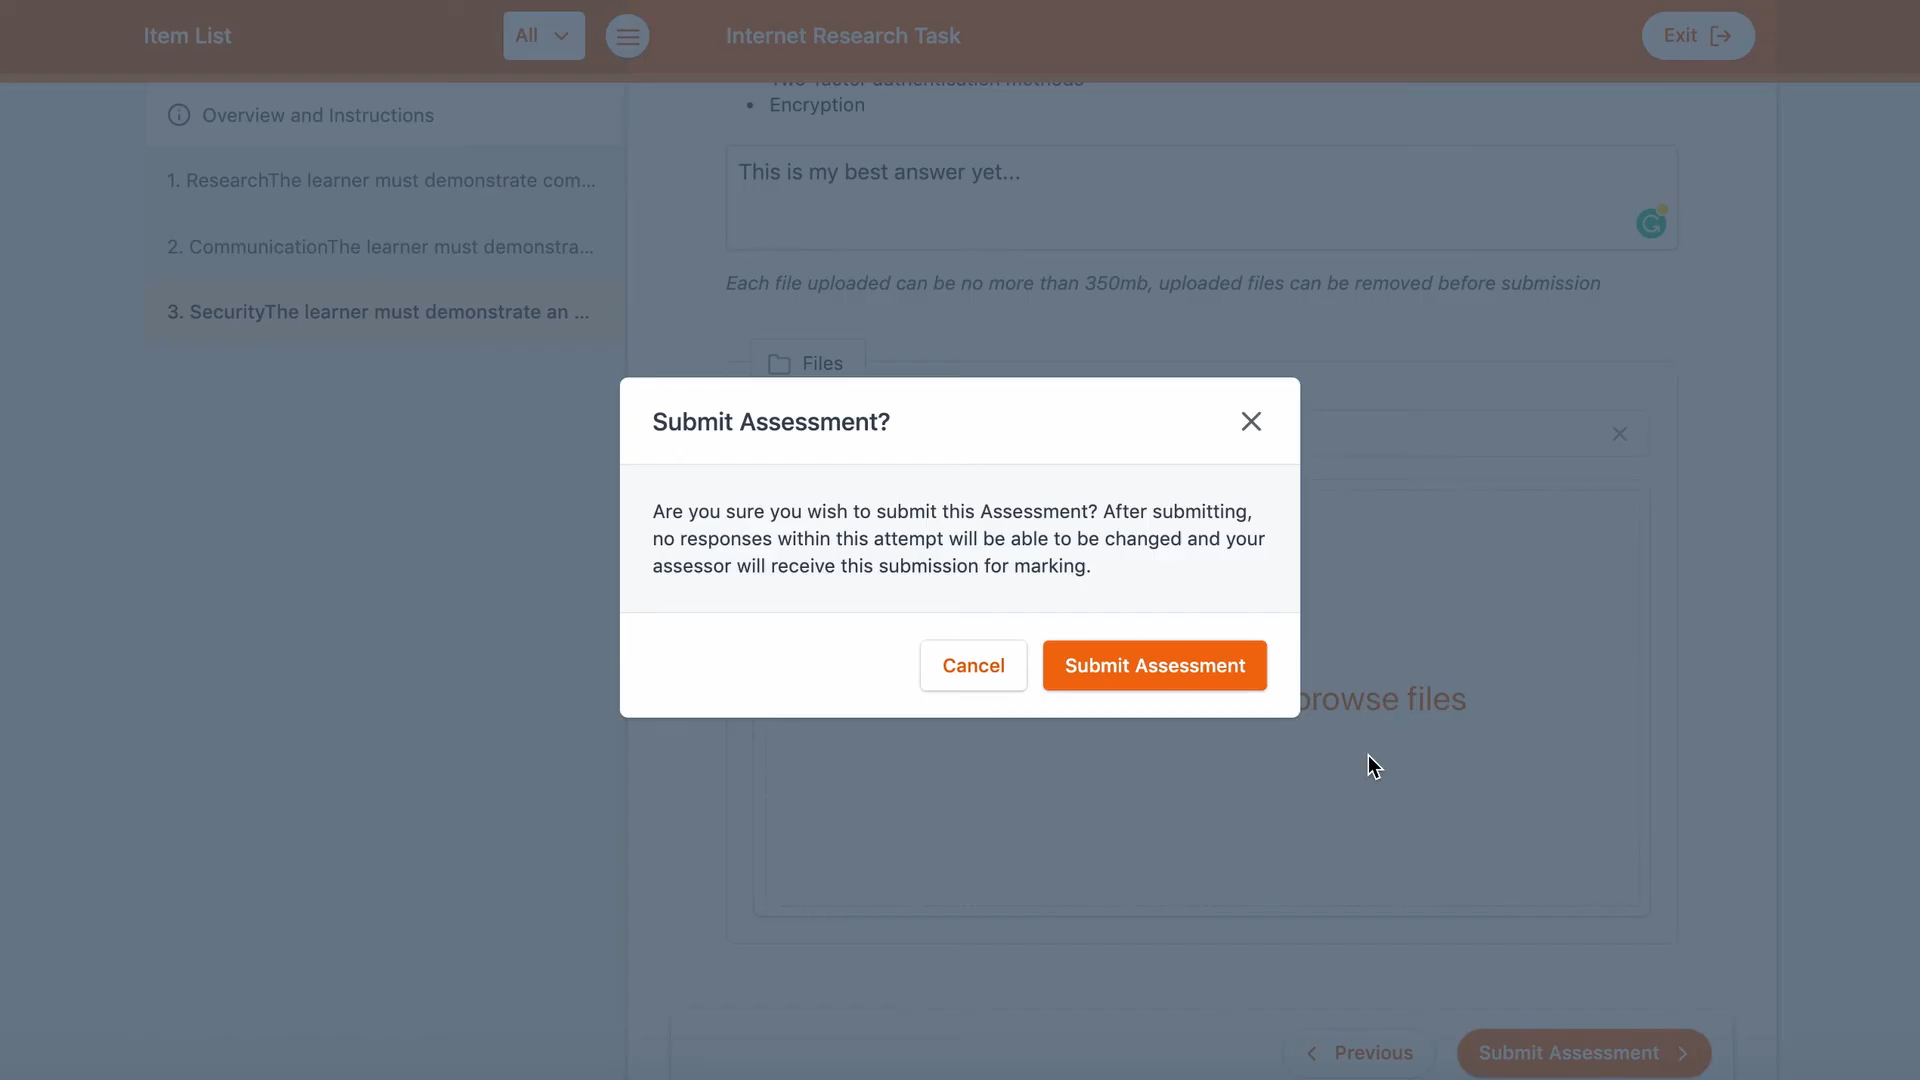 Item List
All
Internet Research Task
Exit
Two-factor authentication methods
• Encryption
Overview and Instructions
1. ResearchThe learner must demonstrate com...
2. CommunicationThe learner must demonstra...
3. SecurityThe learner must demonstrate an ...
This is my best answer yet...
Each file uploaded can be no more than 350mb, uploaded files can be removed before submission
Files
Submit Assessment?
Are you sure you wish to submit this Assessment? After submitting,
no responses within this attempt will be able to be changed and your
assessor will receive this submission for marking.
Cancel
Submit Assessment
browse files
Previous
Submit Assessment